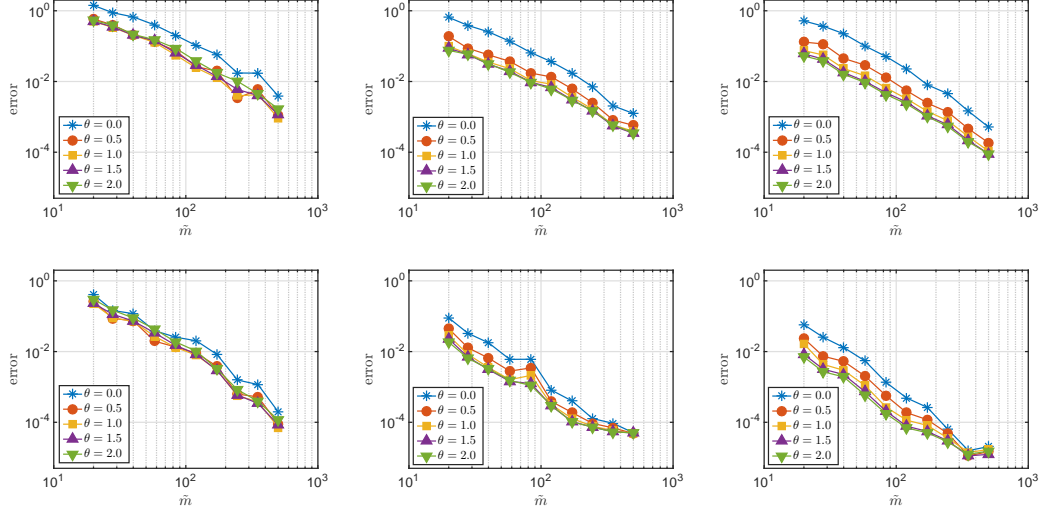 10^0
10^-2
10^-4
error
θ = 0.0
θ = 0.5
θ = 1.0
θ = 1.5
θ = 2.0
10^1
10^2
10^3
m̃
10^0
10^-2
10^-4
error
θ = 0.0
θ = 0.5
θ = 1.0
θ = 1.5
θ = 2.0
10^1
10^2
10^3
m̃
10^0
10^-2
10^-4
error
θ = 0.0
θ = 0.5
θ = 1.0
θ = 1.5
θ = 2.0
10^1
10^2
10^3
m̃
10^0
10^-2
10^-4
error
θ = 0.0
θ = 0.5
θ = 1.0
θ = 1.5
θ = 2.0
10^1
10^2
10^3
m̃
10^0
10^-2
10^-4
error
θ = 0.0
θ = 0.5
θ = 1.0
θ = 1.5
θ = 2.0
10^1
10^2
10^3
m̃
10^0
10^-2
10^-4
error
θ = 0.0
θ = 0.5
θ = 1.0
θ = 1.5
θ = 2.0
10^1
10^2
10^3
m̃